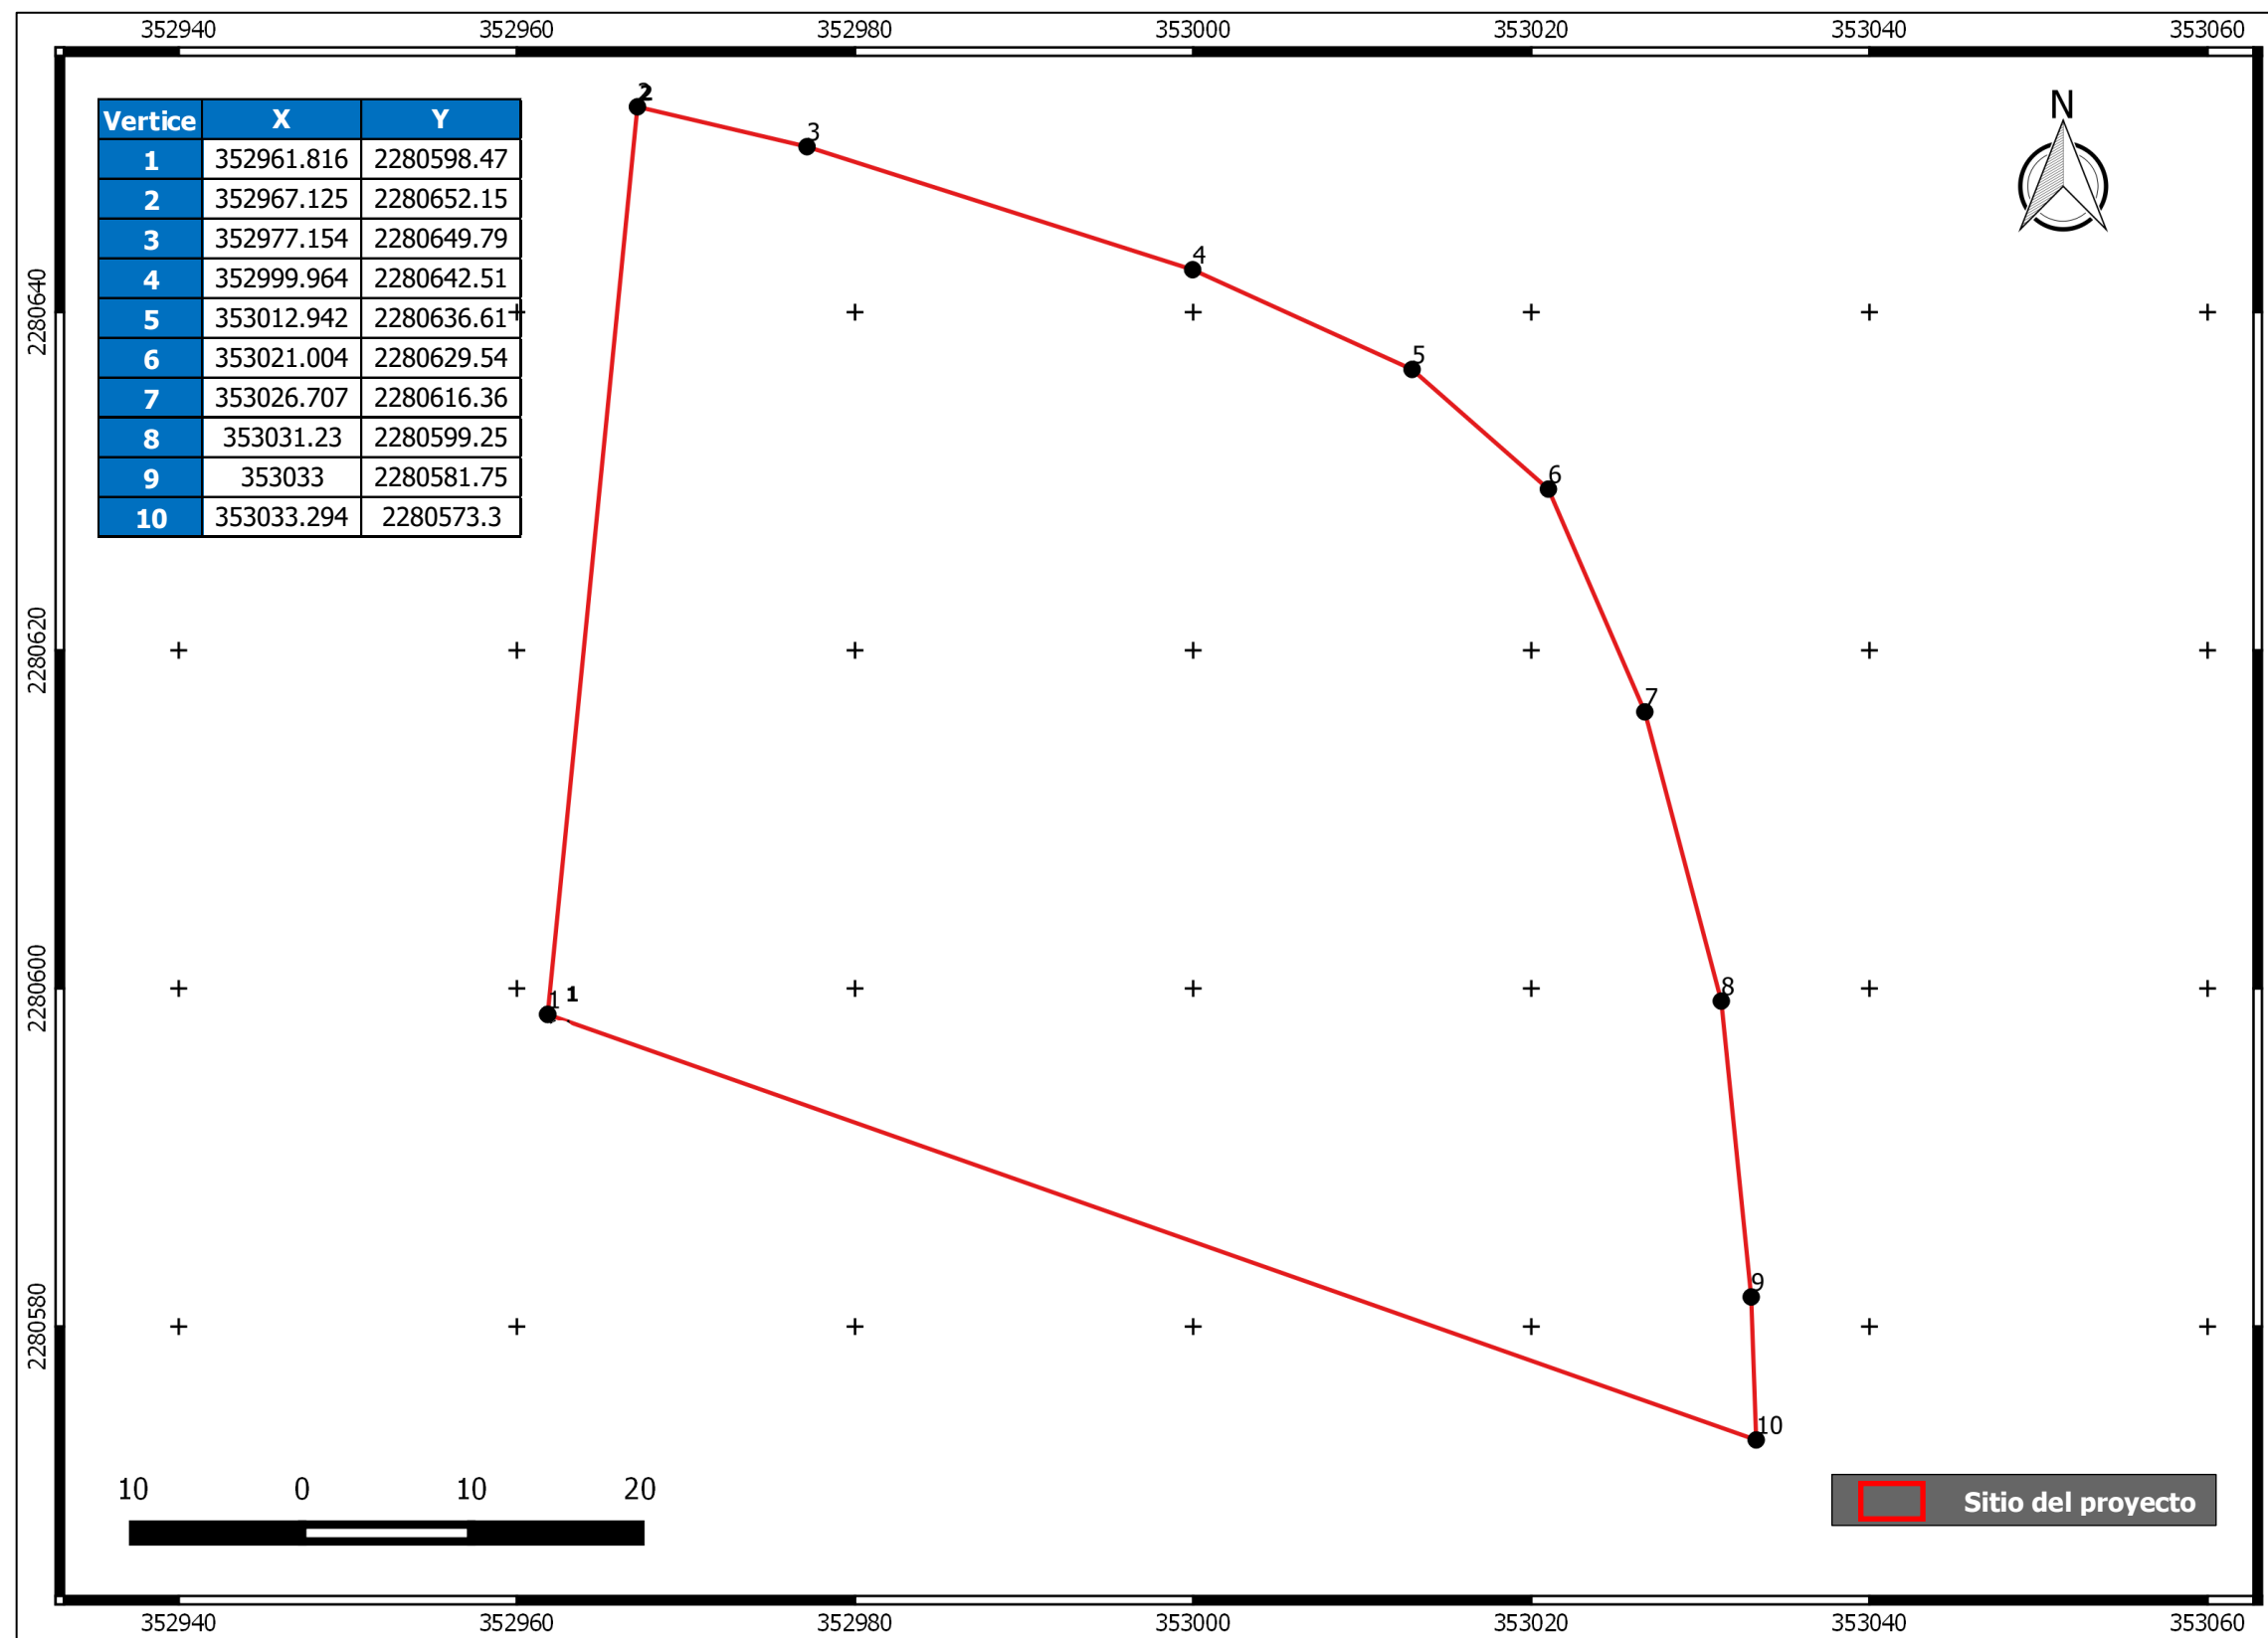 352940 352960 352980 353000 353020 353040 353060
N
Vertice X Y
1 352961.816 2280598.47
2 352967.125 2280652.15
3 352977.154 2280649.79
4 352999.964 2280642.51
5 353012.942 2280636.61
6 353021.004 2280629.54
7 353026.707 2280616.36
8 353031.23 2280599.25
9 353033 2280581.75
10 353033.294 2280573.3
2
3
4
5
6
7
8
1 1
9
10
2280640
2280620
2280600
2280580
10 0 10 20
Sitio del proyecto
352940 352960 352980 353000 353020 353040 353060